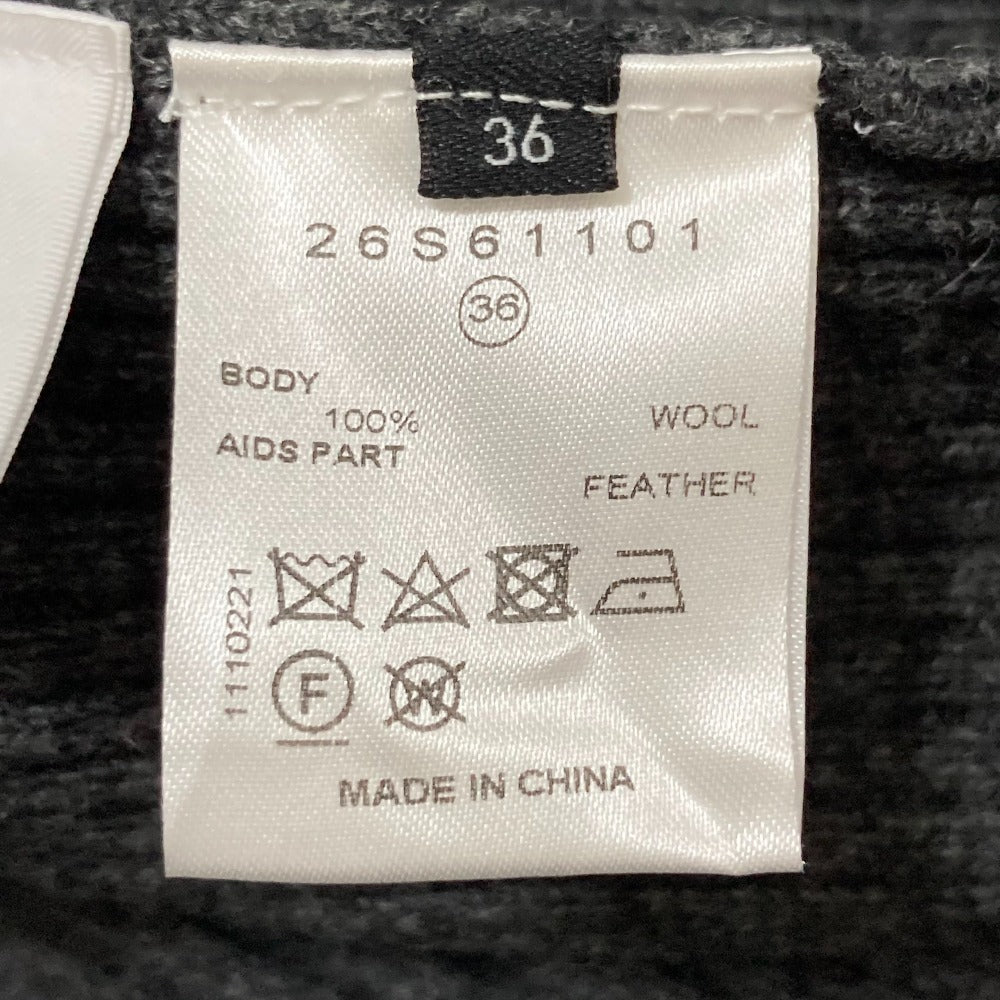 36
26S61101
36
BODY
100% WOOL
AIDS PART
FEATHER
1110221
F
W
MADE IN CHINA